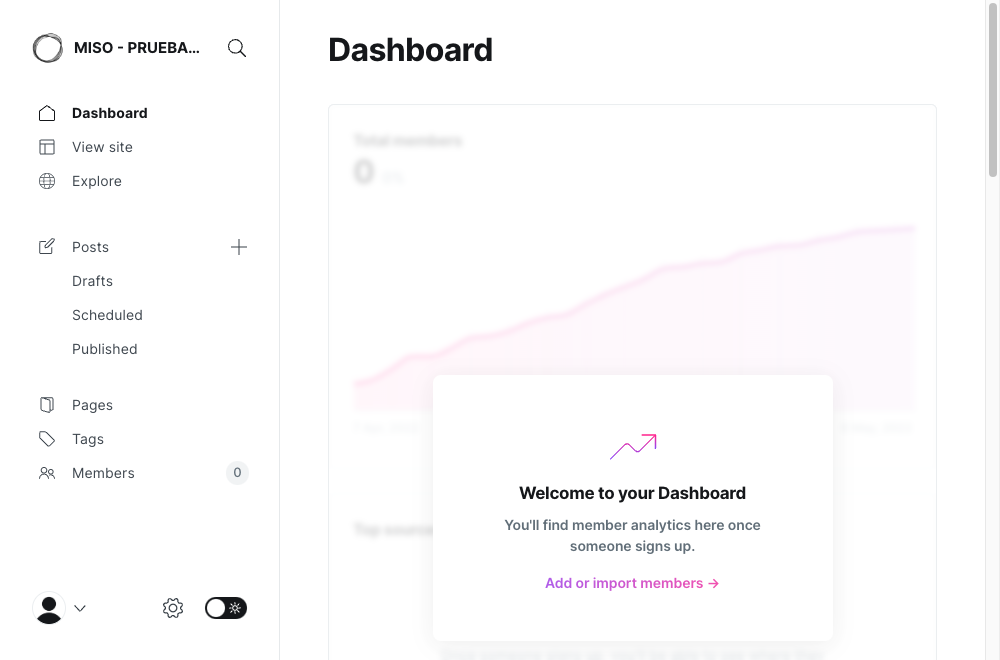 MISO - PRUEBA...
Dashboard
View site
Explore
Posts
Drafts
Scheduled
Published
Pages
Tags
Members
0
Dashboard
Total members
0
Welcome to your Dashboard
You'll find member analytics here once
someone signs up.
Add or import members →